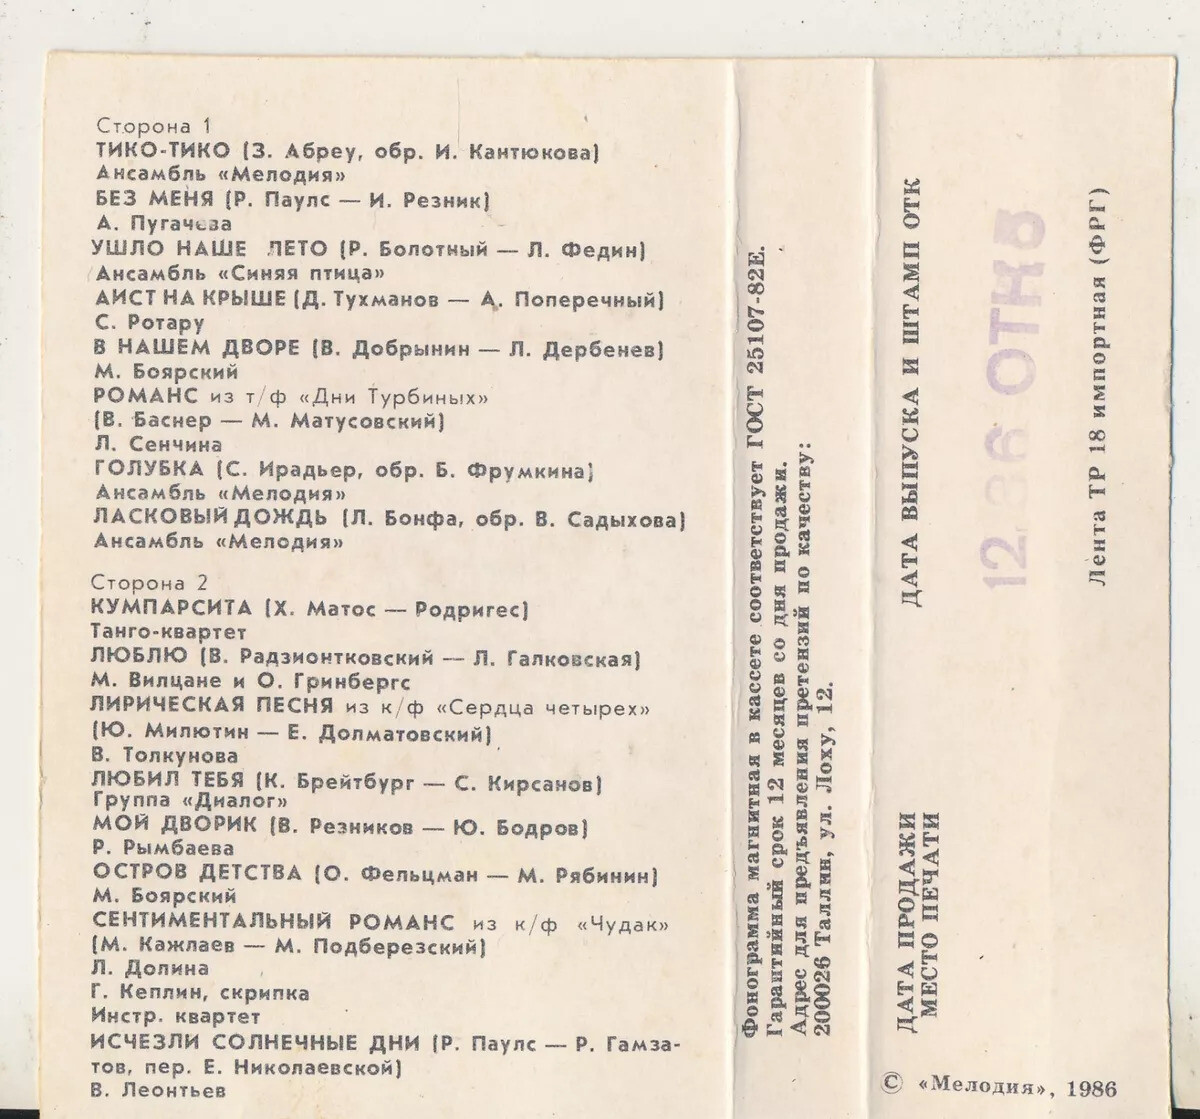 Сторона 1
ТИКО-ТИКО (З. Абреу, обр. И. Кантюкова)
Ансамбль «Мелодия»
БЕЗ МЕНЯ (Р. Паулс — И. Резник)
А. Пугачева
УШЛО НАШЕ ЛЕТО (Р. Болотный — Л. Федин)
Ансамбль «Синяя птица»
АИСТ НА КРЫШЕ (Д. Тухманов — А. Поперечный)
С. Ротару
В НАШЕМ ДВОРЕ (В. Добрынин — Л. Дербенев)
М. Боярский
РОМАНС из т/ф «Дни Турбиных»
(В. Баснер — М. Матусовский)
Л. Сенчина
ГОЛУБКА (С. Ирадьер, обр. Б. Фрумкина)
Ансамбль «Мелодия»
ЛАСКОВЫЙ ДОЖДЬ (Л. Бонфа, обр. В. Садыхова)
Ансамбль «Мелодия»
Сторона 2
КУМПАРСИТА (Х. Матос — Родригес)
Танго-квартет
ЛЮБЛЮ (В. Радзионтковский — Л. Галковская)
М. Вилцане и О. Гринбергс
ЛИРИЧЕСКАЯ ПЕСНЯ из к/ф «Сердца четырех»
(Ю. Милютин — Е. Долматовский)
В. Толкунова
ЛЮБИЛ ТЕБЯ (К. Брейтбург — С. Кирсанов)
Группа «Диалог»
МОЙ ДВОРИК (В. Резников — Ю. Бодров)
Р. Рымбаева
ОСТРОВ ДЕТСТВА (О. Фельцман — М. Рябинин)
М. Боярский
СЕНТИМЕНТАЛЬНЫЙ РОМАНС из к/ф «Чудак»
(М. Кажлаев — М. Подберезский)
Л. Долина
Г. Кеплин, скрипка
Инстр. квартет
ИСЧЕЗЛИ СОЛНЕЧНЫЕ ДНИ (Р. Паулс — Р. Гамза-
тов, пер. Е. Николаевской)
В. Леонтьев
Фонограмма магнитная в кассете соответствует ГОСТ 25107-82Е.
Гарантийный срок 12 месяцев со дня продажи.
Адрес для предъявления претензий по качеству:
200026 Таллин, ул. Лоху, 12.
ДАТА ВЫПУСКА И ШТАМП ОТК
12.86 ОТК5
Лента ТР 18 импортная (ФРГ)
ДАТА ПРОДАЖИ
МЕСТО ПЕЧАТИ
© «Мелодия», 1986